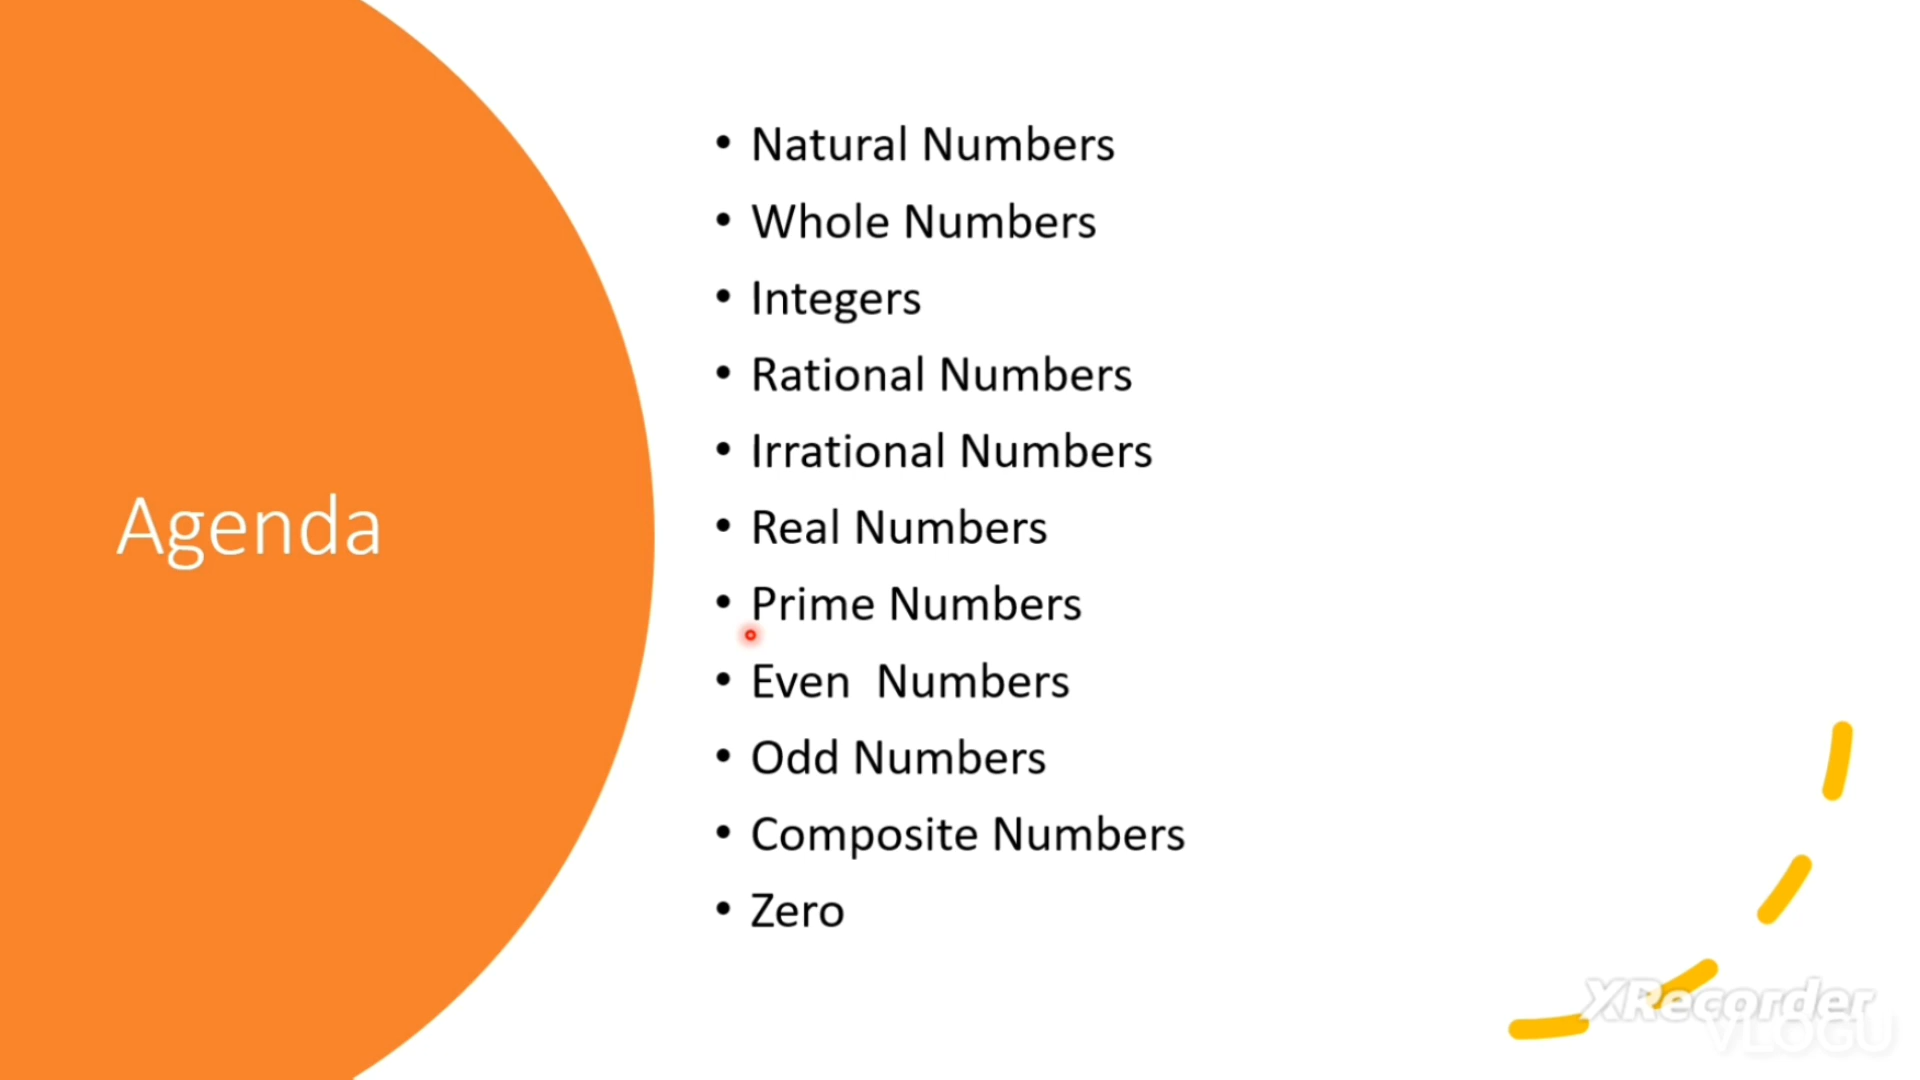 Agenda
• Natural Numbers
• Whole Numbers
• Integers
• Rational Numbers
• Irrational Numbers
• Real Numbers
• Prime Numbers
• Even  Numbers
• Odd Numbers
• Composite Numbers
• Zero
XRecorder
VLOGU